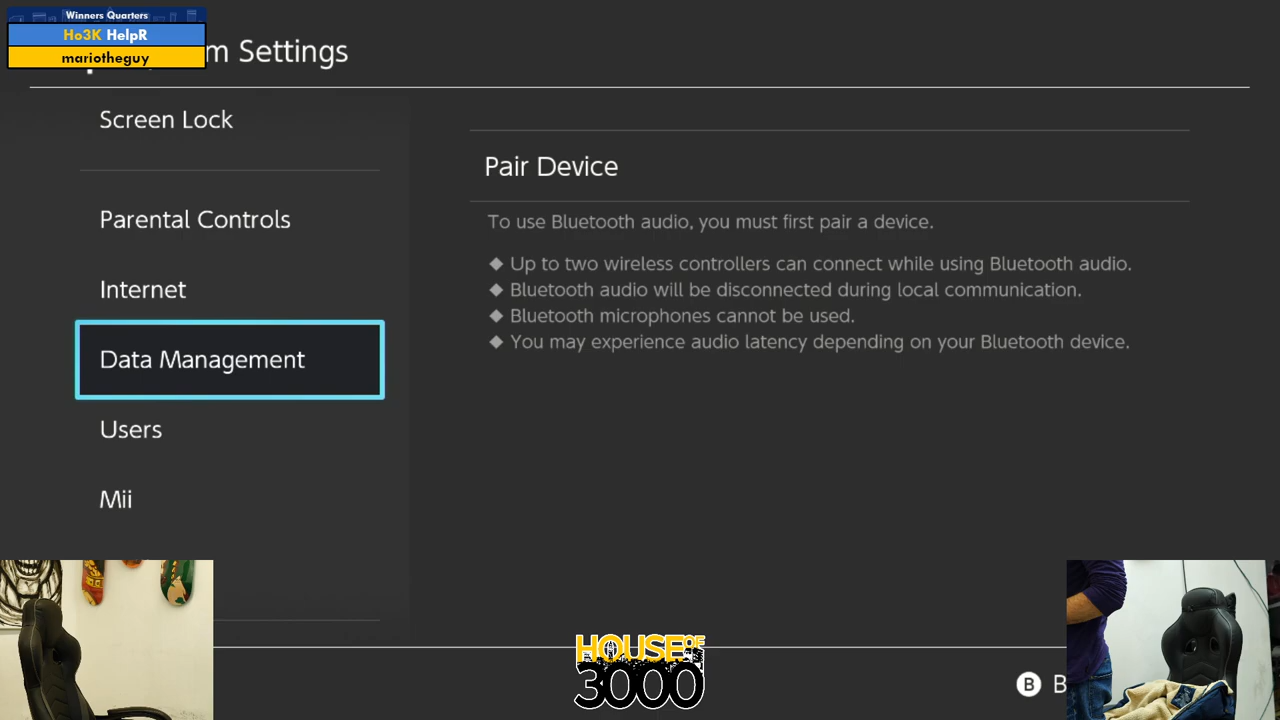 Winners Quarters
Ho3K HelpR
mariotheguy
m Settings
Screen Lock
Parental Controls
Internet
Data Management
Users
Mii
Pair Device
To use Bluetooth audio, you must first pair a device.
◆ Up to two wireless controllers can connect while using Bluetooth audio.
◆ Bluetooth audio will be disconnected during local communication.
◆ Bluetooth microphones cannot be used.
◆ You may experience audio latency depending on your Bluetooth device.
HOUSE OF
3000
B B